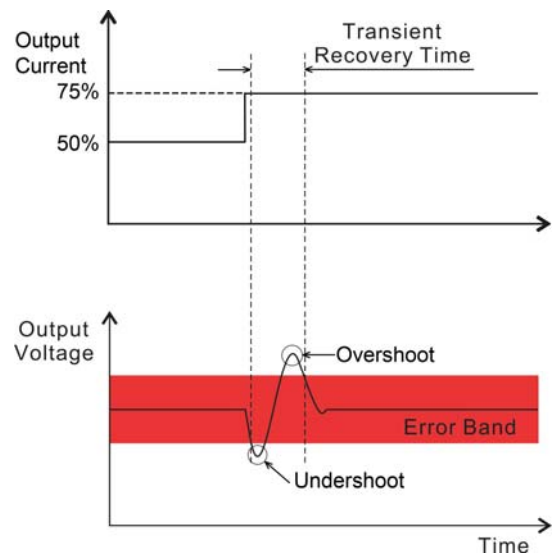 Output
Current
Transient
Recovery Time
75%
50%
Output
Voltage
Overshoot
Error Band
Undershoot
Time